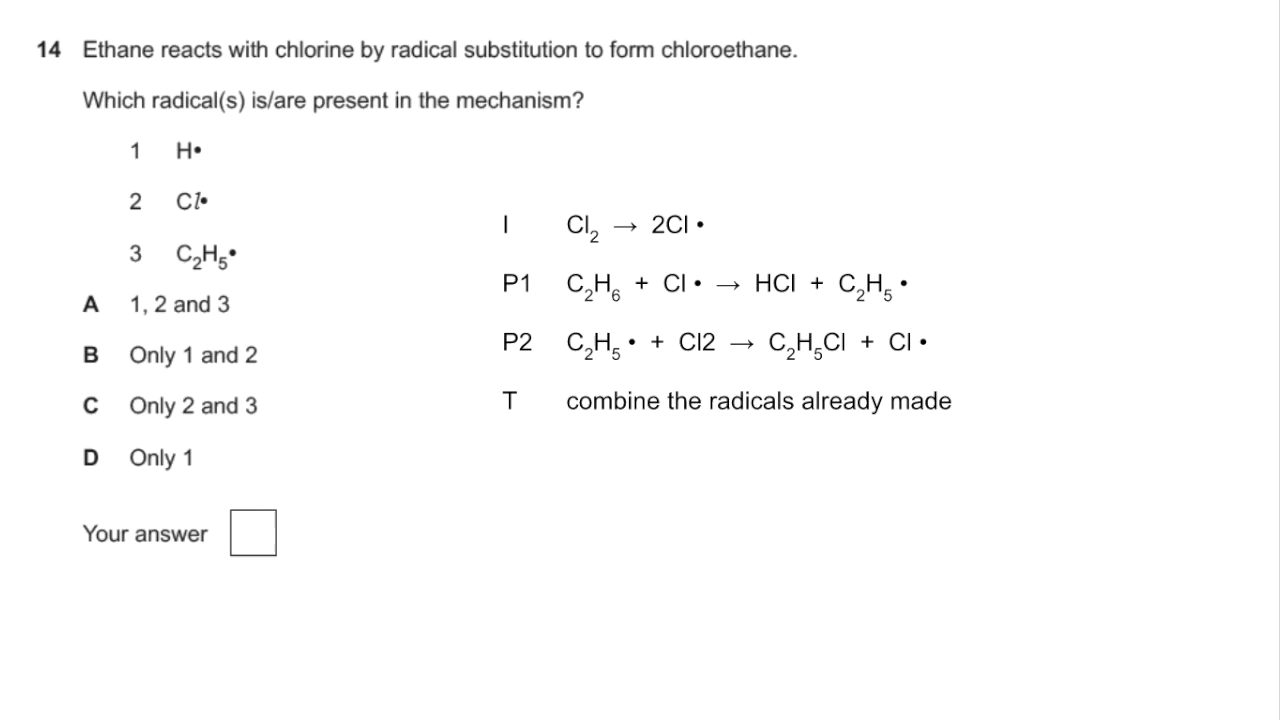 14 Ethane reacts with chlorine by radical substitution to form chloroethane.
Which radical(s) is/are present in the mechanism?
1 H•
2 Cl•
3 C₂H₅•
A 1, 2 and 3
B Only 1 and 2
C Only 2 and 3
D Only 1
Your answer
I Cl₂ → 2Cl •
P1 C₂H₆ + Cl • → HCl + C₂H₅ •
P2 C₂H₅ • + Cl2 → C₂H₅Cl + Cl •
T combine the radicals already made